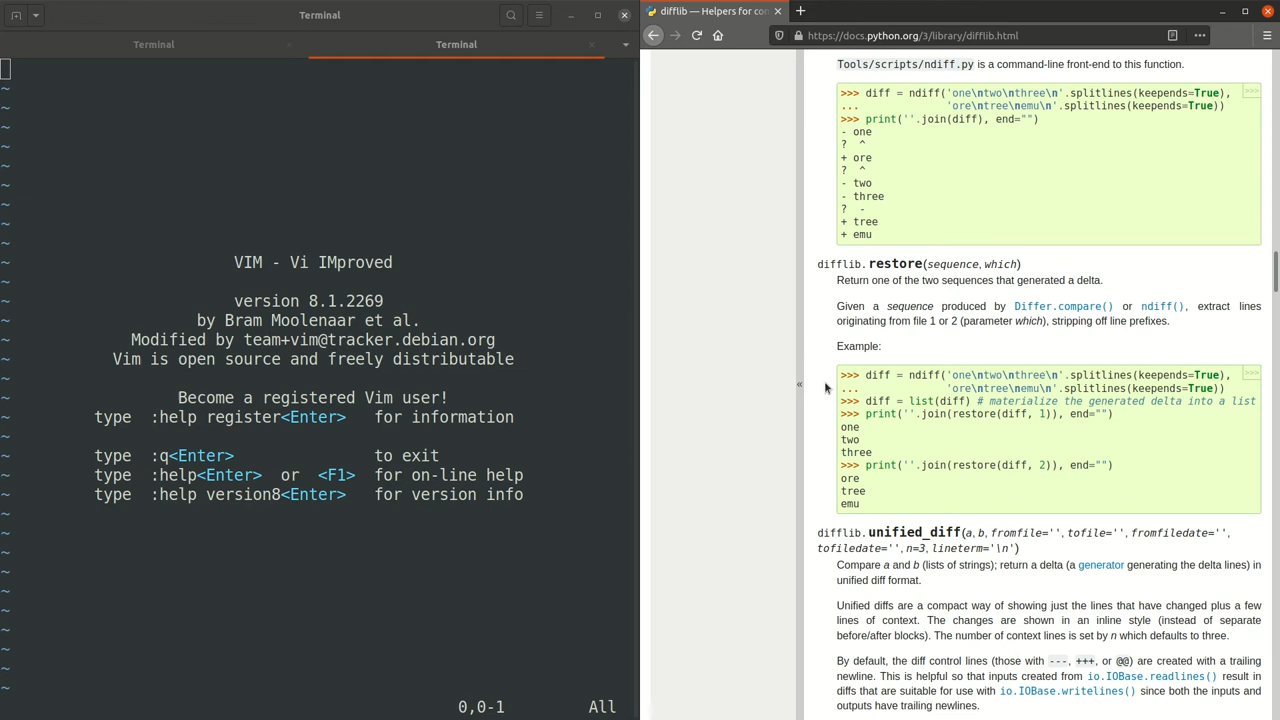 Terminal
Terminal
Terminal
~
~
~
~
~
~
~
~
~
VIM - Vi IMproved
~
~
version 8.1.2269
~
by Bram Moolenaar et al.
~
Modified by team+vim@tracker.debian.org
~
Vim is open source and freely distributable
~
~
Become a registered Vim user!
~
type :help register<Enter> for information
~
~
type :q<Enter> to exit
~
type :help<Enter> or <F1> for on-line help
~
type :help version8<Enter> for version info
~
~
~
~
~
~
~
~
~
~
~
0,0-1 All
difflib — Helpers for con
https://docs.python.org/3/library/difflib.html
Tools/scripts/ndiff.py is a command-line front-end to this function.
>>>
>>> diff = ndiff('one\ntwo\nthree\n'.splitlines(keepends=True),
... 'ore\ntree\nemu\n'.splitlines(keepends=True))
>>> print(''.join(diff), end="")
- one
? ^
+ ore
? ^
- two
- three
? -
+ tree
+ emu
difflib.restore(sequence, which)
Return one of the two sequences that generated a delta.
Given a sequence produced by Differ.compare() or ndiff(), extract lines
originating from file 1 or 2 (parameter which), stripping off line prefixes.
Example:
>>>
>>> diff = ndiff('one\ntwo\nthree\n'.splitlines(keepends=True),
... 'ore\ntree\nemu\n'.splitlines(keepends=True))
>>> diff = list(diff) # materialize the generated delta into a list
>>> print(''.join(restore(diff, 1)), end="")
one
two
three
>>> print(''.join(restore(diff, 2)), end="")
ore
tree
emu
«
difflib.unified_diff(a, b, fromfile='', tofile='', fromfiledate='',
tofiledate='', n=3, lineterm='\n')
Compare a and b (lists of strings); return a delta (a generator generating the delta lines) in
unified diff format.
Unified diffs are a compact way of showing just the lines that have changed plus a few
lines of context. The changes are shown in an inline style (instead of separate
before/after blocks). The number of context lines is set by n which defaults to three.
By default, the diff control lines (those with ---, +++, or @@) are created with a trailing
newline. This is helpful so that inputs created from io.IOBase.readlines() result in
diffs that are suitable for use with io.IOBase.writelines() since both the inputs and
outputs have trailing newlines.